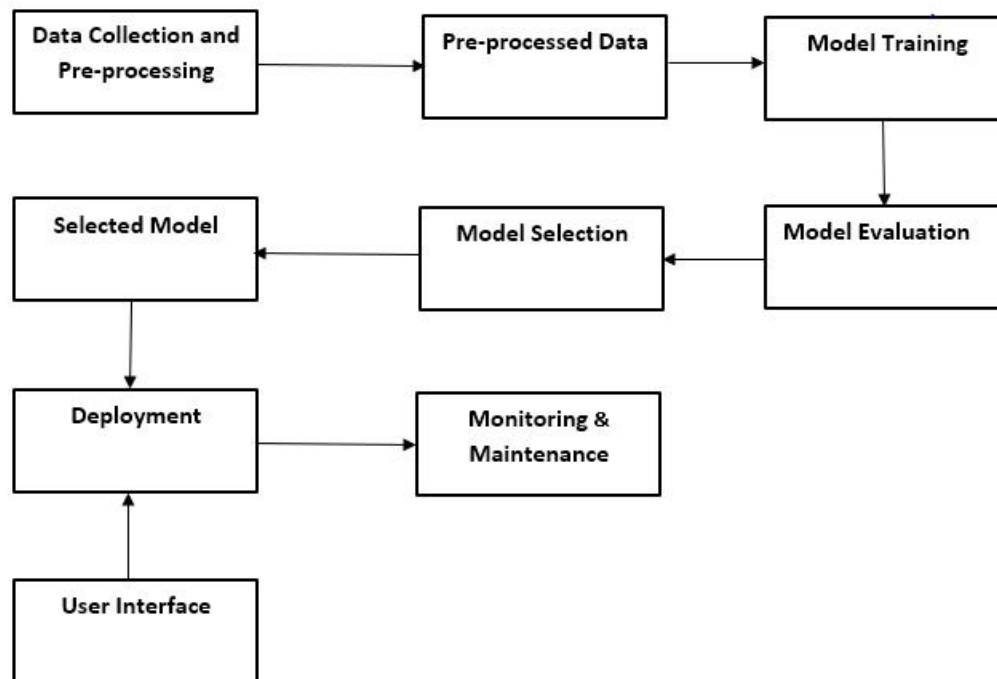 Data Collection and
Pre-processing
Pre-processed Data
Model Training
Selected Model
Model Selection
Model Evaluation
Deployment
Monitoring &
Maintenance
User Interface